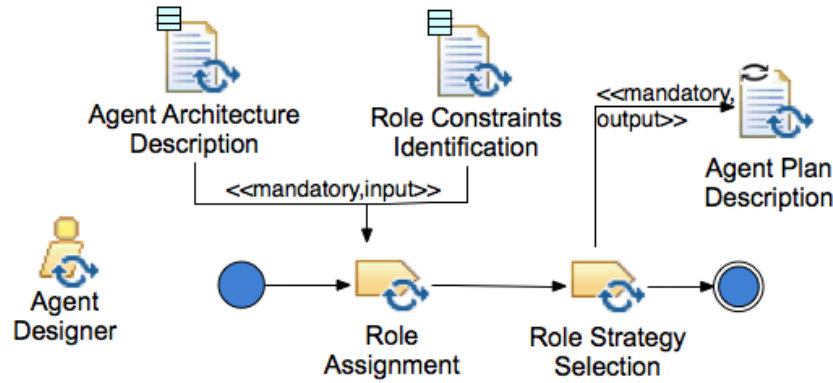 Agent Architecture
Description
Role Constraints
Identification
<<mandatory,
output>>
Agent Plan
Description
<<mandatory,input>>
Agent
Designer
Role
Assignment
Role Strategy
Selection